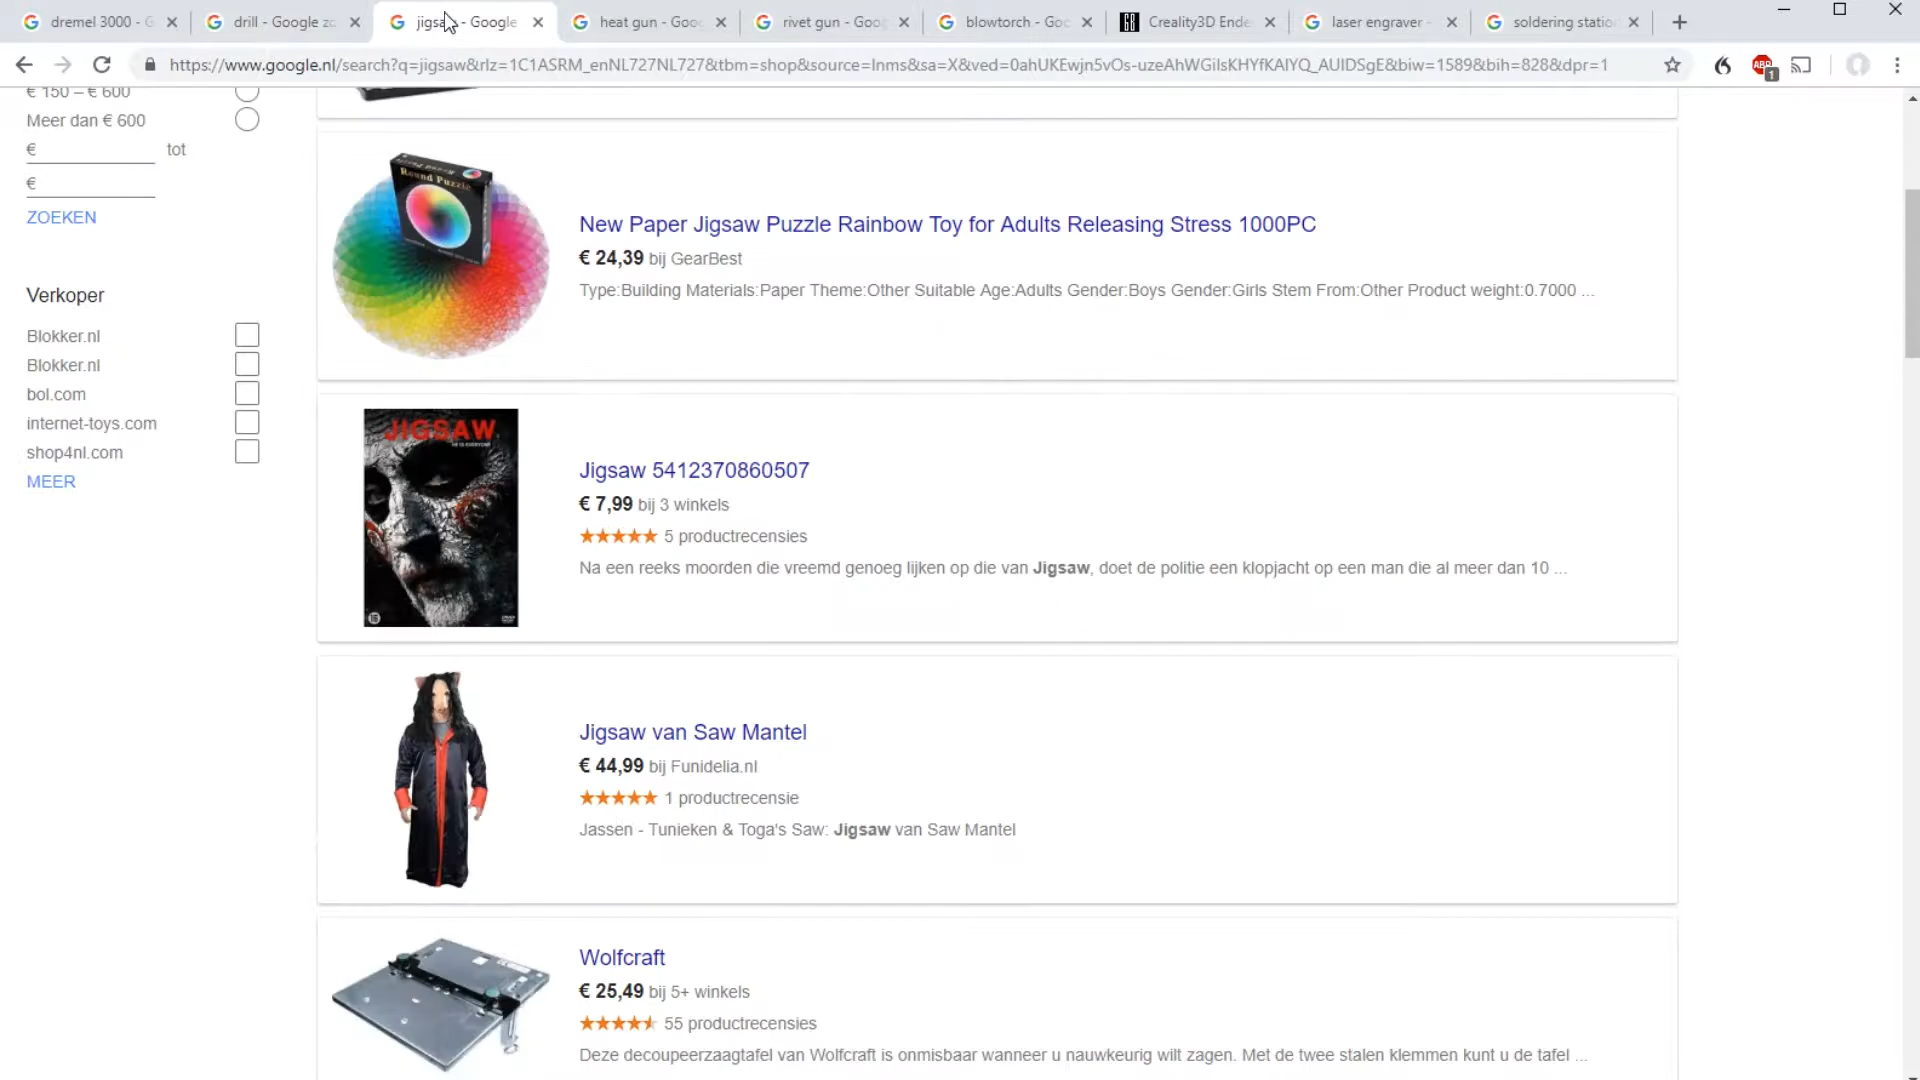 dremel 3000 - G
drill - Google zo
jigsaw - Google
heat gun - Goog
rivet gun - Goog
blowtorch - Goo
Creality3D Ende
laser engraver -
soldering statio
https://www.google.nl/search?q=jigsaw&rlz=1C1ASRM_enNL727NL727&tbm=shop&source=lnms&sa=X&ved=0ahUKEwjn5vOs-uzeAhWGilsKHYfKAIYQ_AUIDSgE&biw=1589&bih=828&dpr=1
ABP
1
€ 150 – € 600
Meer dan € 600
€ tot
€
ZOEKEN
Verkoper
Blokker.nl
Blokker.nl
bol.com
internet-toys.com
shop4nl.com
MEER
Round Puzzle
New Paper Jigsaw Puzzle Rainbow Toy for Adults Releasing Stress 1000PC
€ 24,39 bij GearBest
Type:Building Materials:Paper Theme:Other Suitable Age:Adults Gender:Boys Gender:Girls Stem From:Other Product weight:0.7000 ...
JIGSAW
Jigsaw 5412370860507
€ 7,99 bij 3 winkels
5 productrecensies
Na een reeks moorden die vreemd genoeg lijken op die van Jigsaw, doet de politie een klopjacht op een man die al meer dan 10 ...
16
Jigsaw van Saw Mantel
€ 44,99 bij Funidelia.nl
1 productrecensie
Jassen - Tunieken & Toga's Saw: Jigsaw van Saw Mantel
Wolfcraft
€ 25,49 bij 5+ winkels
55 productrecensies
Deze decoupeerzaagtafel van Wolfcraft is onmisbaar wanneer u nauwkeurig wilt zagen. Met de twee stalen klemmen kunt u de tafel ...